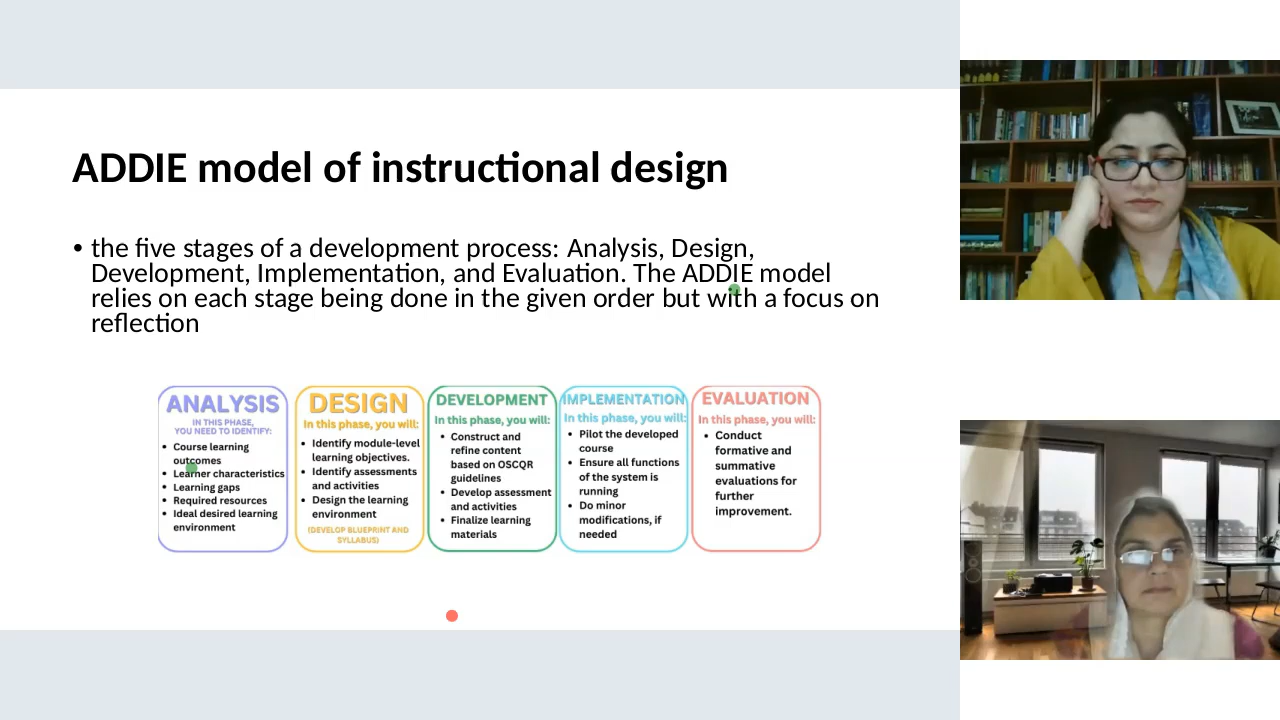 ADDIE model of instructional design
• the five stages of a development process: Analysis, Design,
Development, Implementation, and Evaluation. The ADDIE model
relies on each stage being done in the given order but with a focus on
reflection
ANALYSIS
IN THIS PHASE,
YOU NEED TO IDENTIFY:
• Course learning
outcomes
• Learner characteristics
• Learning gaps
• Required resources
• Ideal desired learning
environment
DESIGN
In this phase, you will:
• Identify module-level
learning objectives.
• Identify assessments
and activities
• Design the learning
environment
(DEVELOP BLUEPRINT AND
SYLLABUS)
DEVELOPMENT
In this phase, you will:
• Construct and
refine content
based on OSCQR
guidelines
• Develop assessment
and activities
• Finalize learning
materials
IMPLEMENTATION
In this phase, you will:
• Pilot the developed
course
• Ensure all functions
of the system is
running
• Do minor
modifications, if
needed
EVALUATION
In this phase, you will:
• Conduct
formative and
summative
evaluations for
further
improvement.